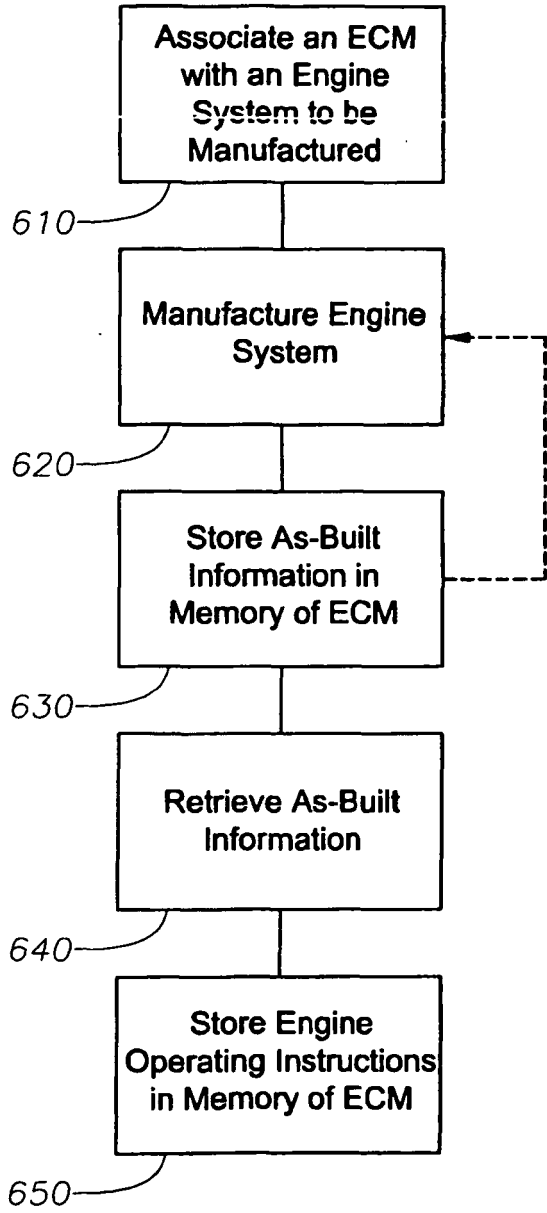 Associate an ECM
with an Engine
System to be
Manufactured
610
Manufacture Engine
System
620
Store As-Built
Information in
Memory of ECM
630
Retrieve As-Built
Information
640
Store Engine
Operating Instructions
in Memory of ECM
650